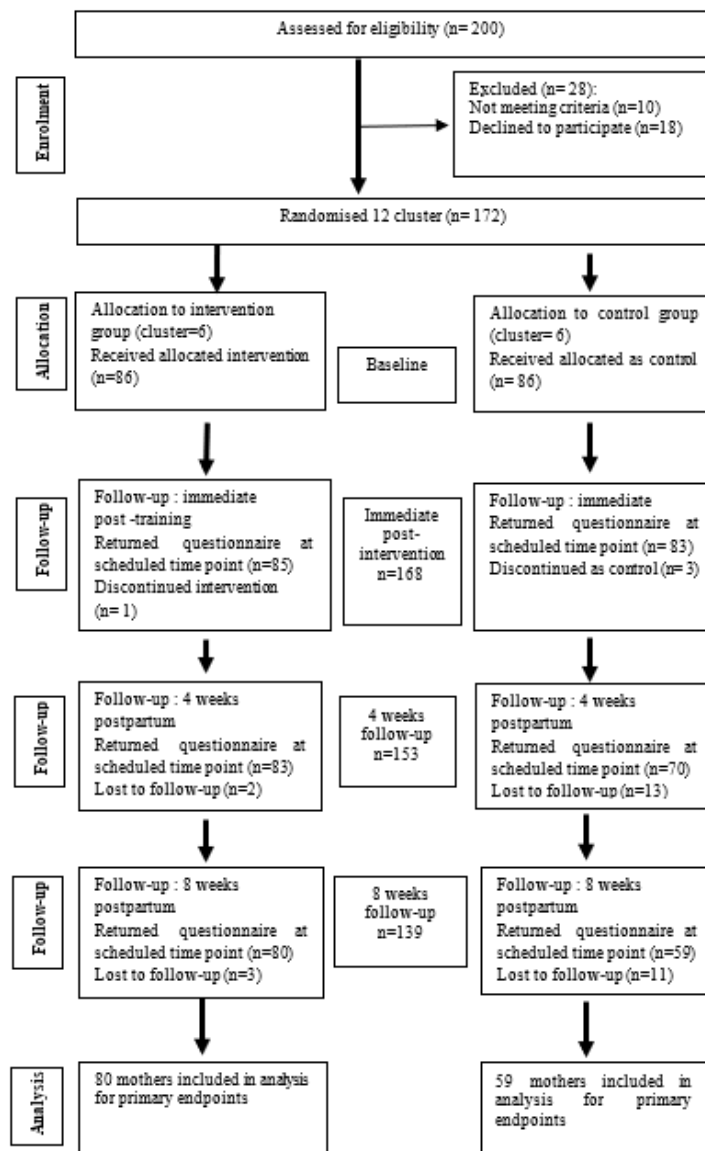 Assessed for eligibility (n= 200)
Enrolment
Excluded (n= 28):
Not meeting criteria (n=10)
Declined to participate (n=18)
Randomised 12 cluster (n= 172)
Allocation
Allocation to intervention
group (cluster=6)
Received allocated intervention
(n=86)
Baseline
Allocation to control group
(cluster= 6)
Received allocated as control
(n= 86)
Follow-up
Follow-up : immediate
post -training
Returned questionnaire at
scheduled time point (n=85)
Discontinued intervention
(n= 1)
Immediate
post-
intervention
n=168
Follow-up : immediate
Returned questionnaire at
scheduled time point (n= 83)
Discontinued as control (n= 3)
Follow-up
Follow-up : 4 weeks
postpartum
Returned questionnaire at
scheduled time point (n=83)
Lost to follow-up (n=2)
4 weeks
follow-up
n=153
Follow-up : 4 weeks
postpartum
Returned questionnaire at
scheduled time point (n=70)
Lost to follow-up (n=13)
Follow-up
Follow-up : 8 weeks
postpartum
Returned questionnaire at
scheduled time point (n=80)
Lost to follow-up (n=3)
8 weeks
follow-up
n=139
Follow-up : 8 weeks
postpartum
Returned questionnaire at
scheduled time point (n=59)
Lost to follow-up (n=11)
Analysis
80 mothers included in analysis
for primary endpoints
59 mothers included in
analysis for primary
endpoints